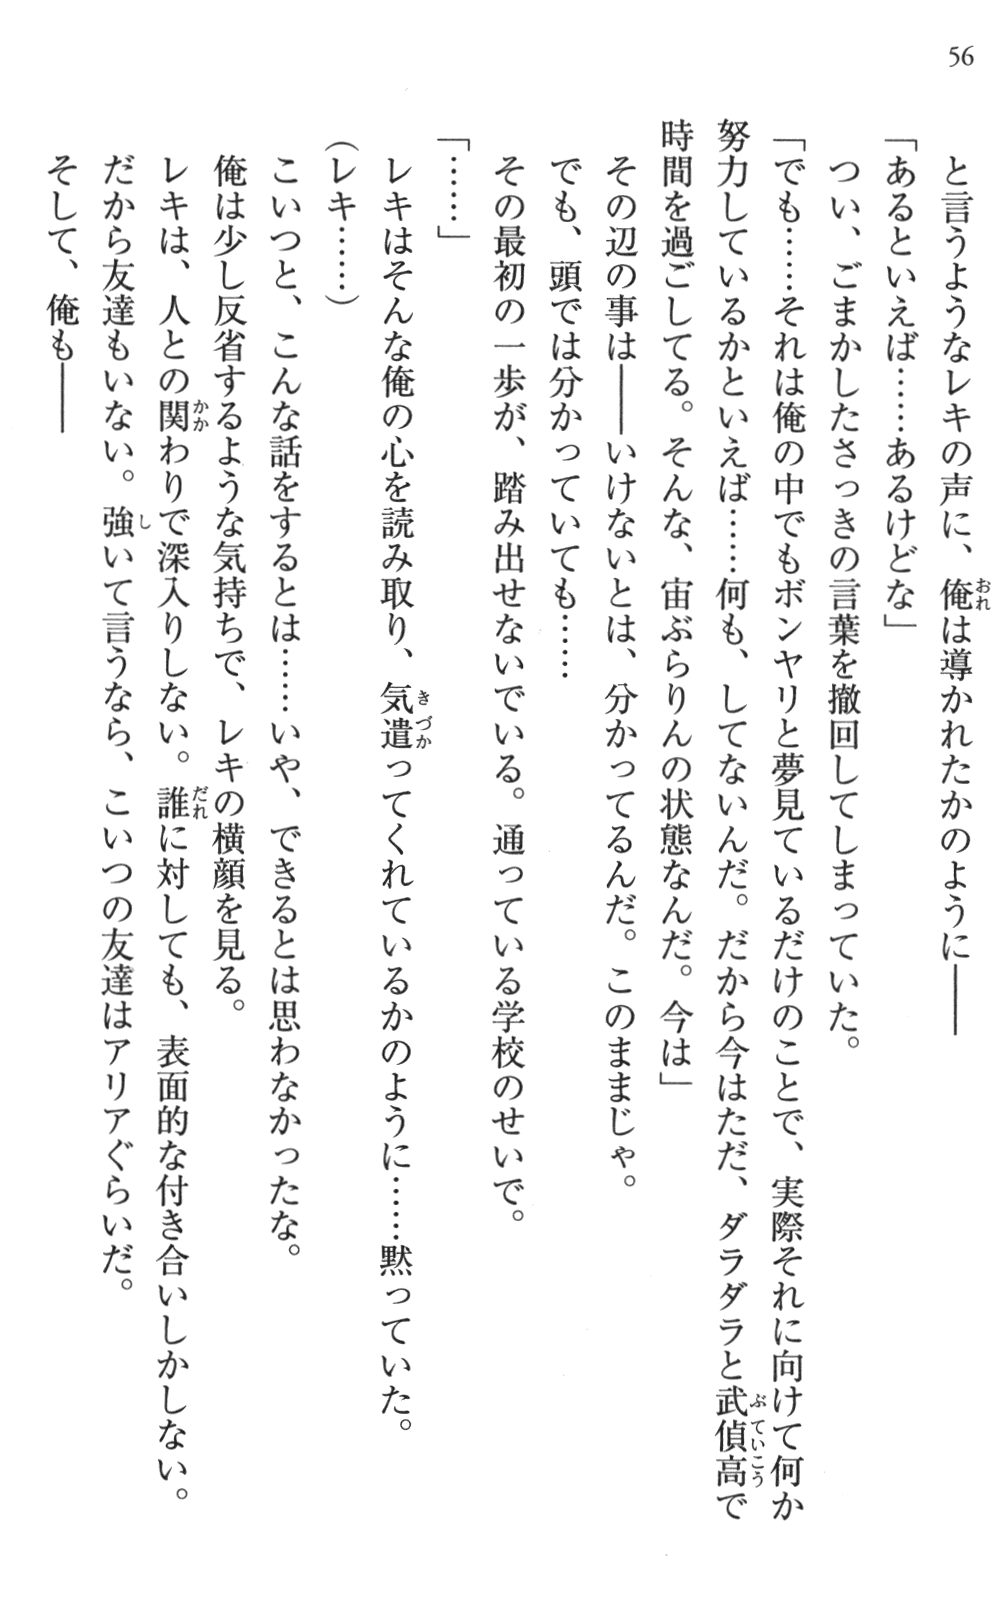 56
と言うようなレキの声に、俺は導かれたかのように――
「あるといえば……あるけどな」
つい、ごまかしたさっきの言葉を撤回してしまっていた。
「でも……それは俺の中でもボンヤリと夢見ているだけのことで、実際それに向けて何か
努力しているかといえば……何も、してないんだ。だから今はただ、ダラダラと武偵高で
時間を過ごしてる。そんな、宙ぶらりんの状態なんだ。今は」
その辺の事は――いけないとは、分かってるんだ。このままじゃ。
でも、頭では分かっていても……
その最初の一歩が、踏み出せないでいる。通っている学校のせいで。
「……」
レキはそんな俺の心を読み取り、気遣ってくれているかのように……黙っていた。
(レキ……)
こいつと、こんな話をするとは……いや、できるとは思わなかったな。
俺は少し反省するような気持ちで、レキの横顔を見る。
レキは、人との関わりで深入りしない。誰に対しても、表面的な付き合いしかしない。
だから友達もいない。強いて言うなら、こいつの友達はアリアぐらいだ。
そして、俺も――